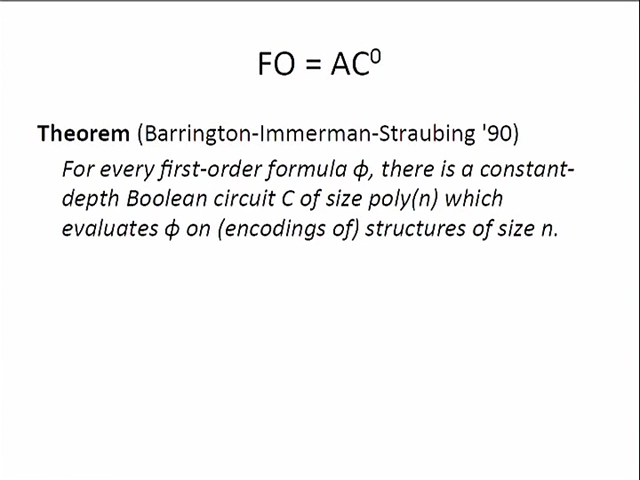 FO = AC⁰
Theorem (Barrington-Immerman-Straubing '90)
For every first-order formula ϕ, there is a constant-
depth Boolean circuit C of size poly(n) which
evaluates ϕ on (encodings of) structures of size n.